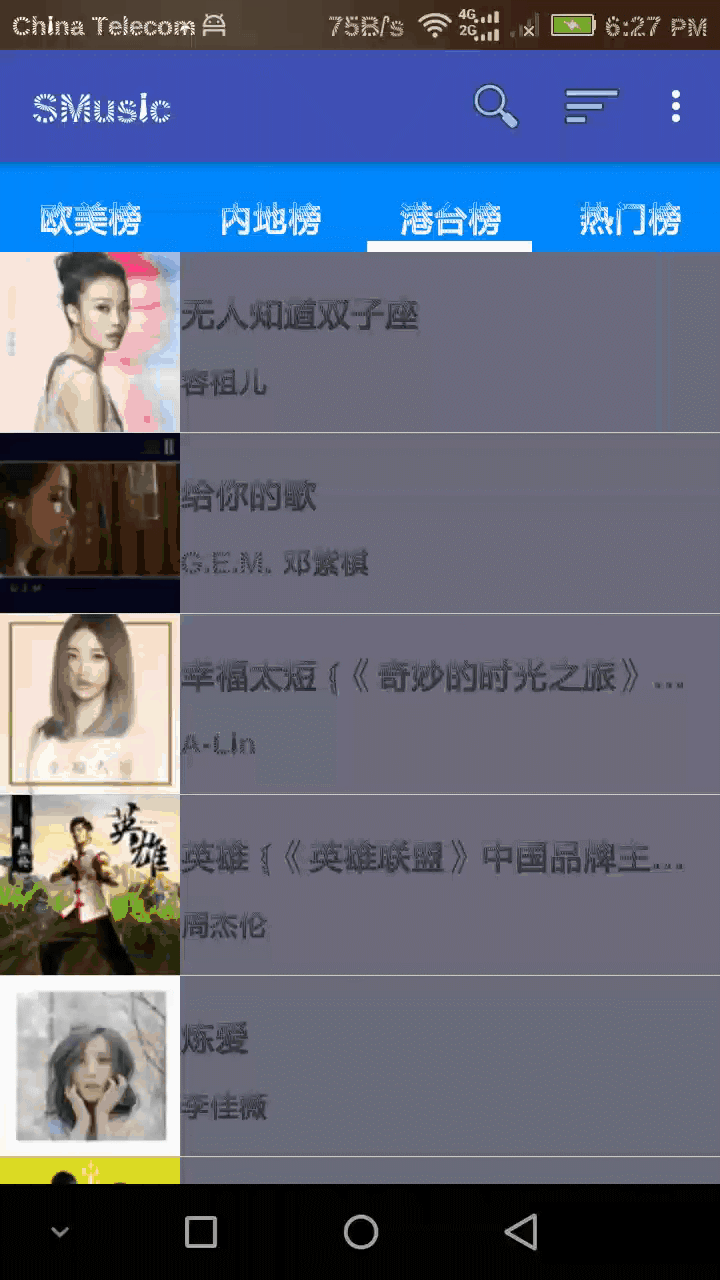 China Telecom 75B/s 4G 2G 6:27 PM
SMusic
欧美榜 内地榜 港台榜 热门榜
无人知道双子座
容祖儿
给你的歌
G.E.M. 邓紫棋
幸福太短 (《奇妙的时光之旅》...
A-Lin
英雄
英雄 (《英雄联盟》中国品牌主...
周杰伦
炼爱
李佳薇